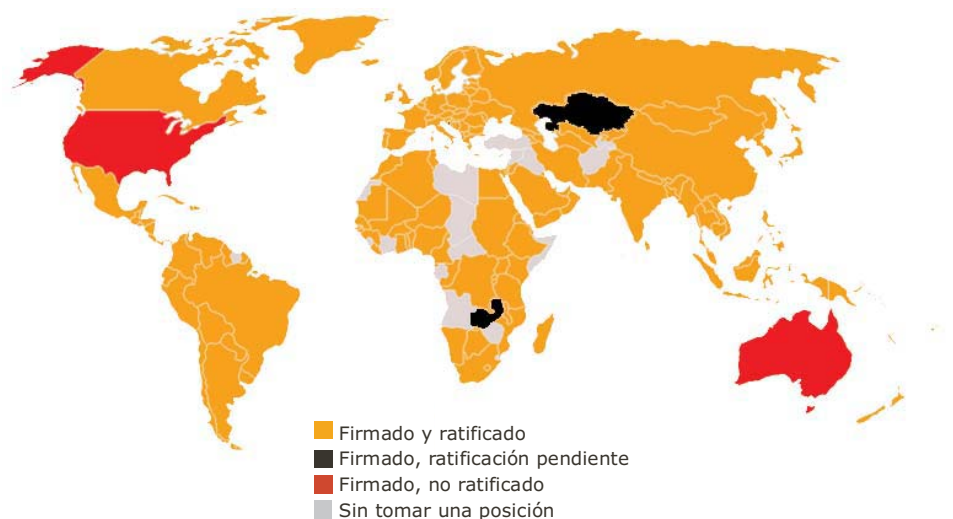 Firmado y ratificado
Firmado, ratificación pendiente
Firmado, no ratificado
Sin tomar una posición